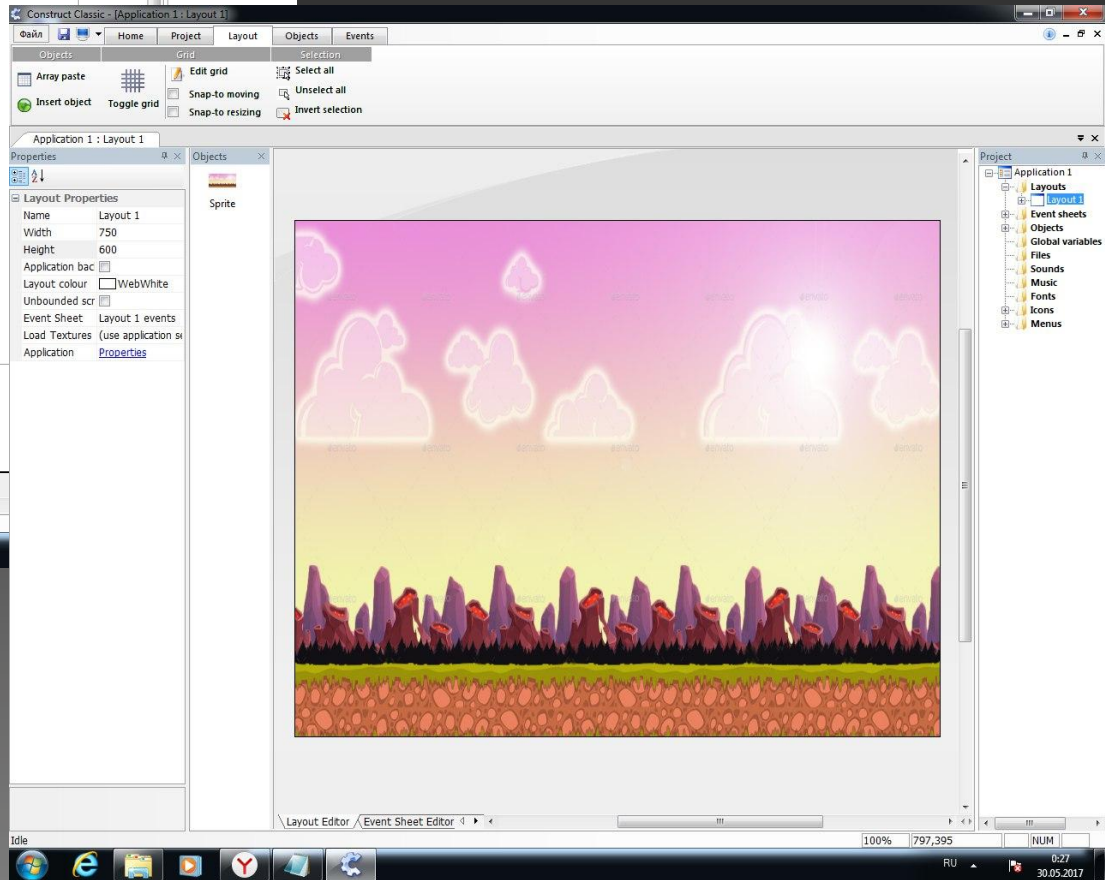 Construct Classic - [Application 1 : Layout 1]
Файл Home Project Layout Objects Events
Objects Grid Selection
Array paste
Insert object
Toggle grid
Edit grid
Snap-to moving
Snap-to resizing
Select all
Unselect all
Invert selection
Application 1 : Layout 1
Properties
Layout Properties
Name Layout 1
Width 750
Height 600
Application bac
Layout colour WebWhite
Unbounded scr
Event Sheet Layout 1 events
Load Textures (use application se
Application Properties
Objects
Sprite
Project
Application 1
Layouts
Layout 1
Event sheets
Objects
Global variables
Files
Sounds
Music
Fonts
Icons
Menus
Layout Editor Event Sheet Editor
Idle 100% 797,395 NUM
RU 0:27
30.05.2017